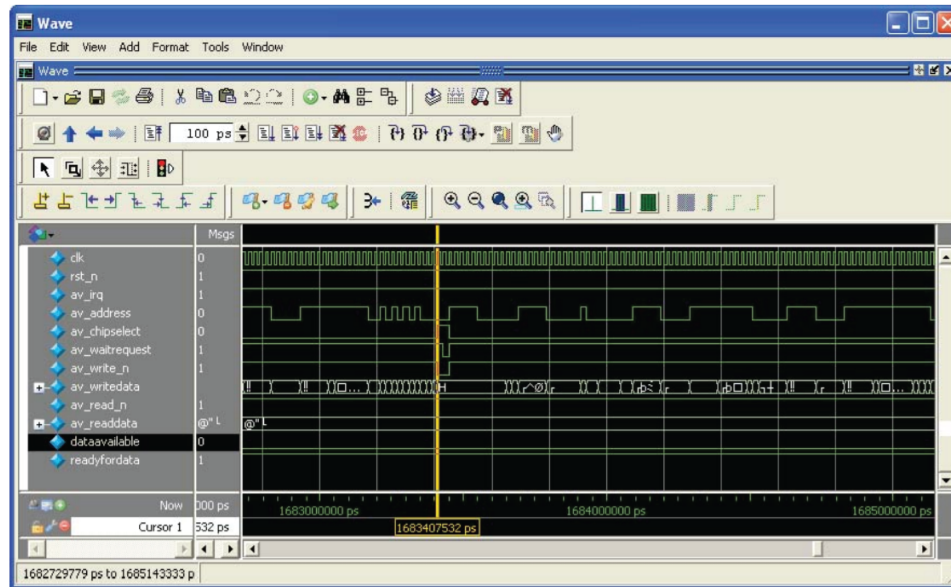 Wave
File Edit View Add Format Tools Window
Wave
100 ps
Msgs
clk 0
rst_n 1
av_irq 1
av_address 0
av_chipselect 0
av_waitrequest 1
av_write_n 1
av_writedata
av_read_n 1
av_readdata @" L @" L
dataavailable 0
readyfordata 1
Now 000 ps 1683000000 ps 1684000000 ps 1685000000 ps
Cursor 1 532 ps 1683407532 ps
1682729779 ps to 1685143333 p